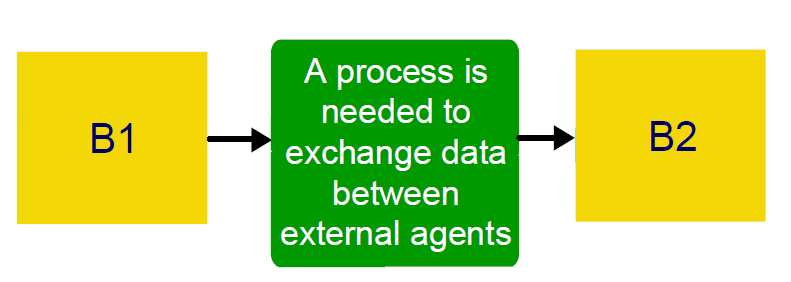 B1
A process is
needed to
exchange data
between
external agents
B2